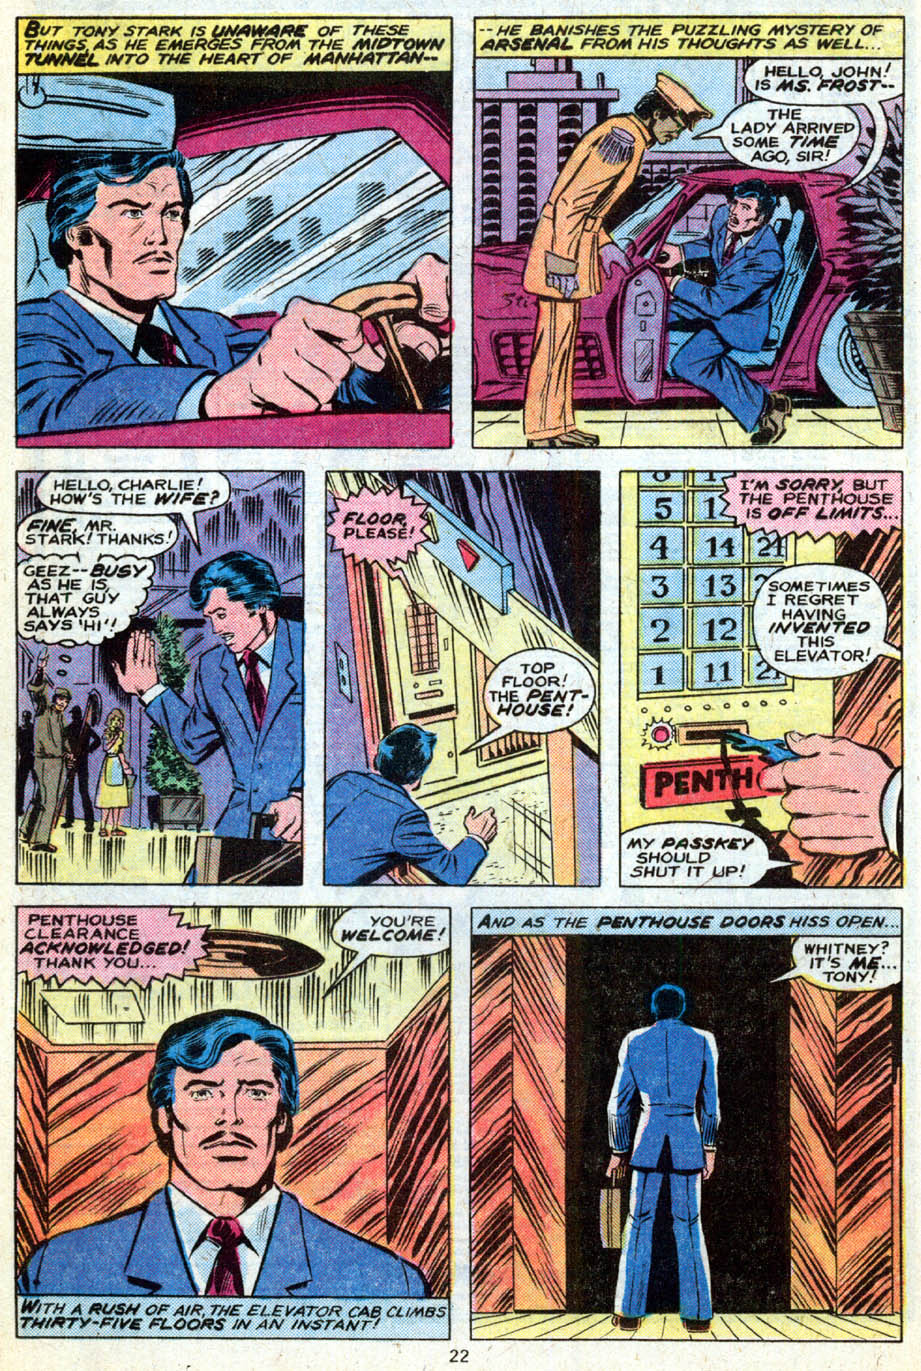 BUT TONY STARK IS UNAWARE OF THESE
THINGS, AS HE EMERGES FROM THE MIDTOWN
TUNNEL INTO THE HEART OF MANHATTAN--
--HE BANISHES THE PUZZLING MYSTERY OF
ARSENAL FROM HIS THOUGHTS AS WELL...
HELLO, JOHN!
IS MS. FROST--
THE
LADY ARRIVED
SOME TIME
AGO, SIR!
HELLO, CHARLIE!
HOW'S THE WIFE?
FINE, MR.
STARK! THANKS!
GEEZ--BUSY
AS HE IS,
THAT GUY
ALWAYS
SAYS 'HI'!
FLOOR,
PLEASE!
TOP
FLOOR!
THE PENT-
HOUSE!
I'M SORRY, BUT
THE PENTHOUSE
IS OFF LIMITS...
5
4 14 24
3 13
2 12
1 11 21
SOMETIMES
I REGRET
HAVING
INVENTED
THIS
ELEVATOR!
PENTH
MY PASSKEY
SHOULD
SHUT IT UP!
PENTHOUSE
CLEARANCE
ACKNOWLEDGED!
THANK YOU...
YOU'RE
WELCOME!
WITH A RUSH OF AIR, THE ELEVATOR CAB CLIMBS
THIRTY-FIVE FLOORS IN AN INSTANT!
AND AS THE PENTHOUSE DOORS HISS OPEN...
WHITNEY?
IT'S ME...
TONY!
22